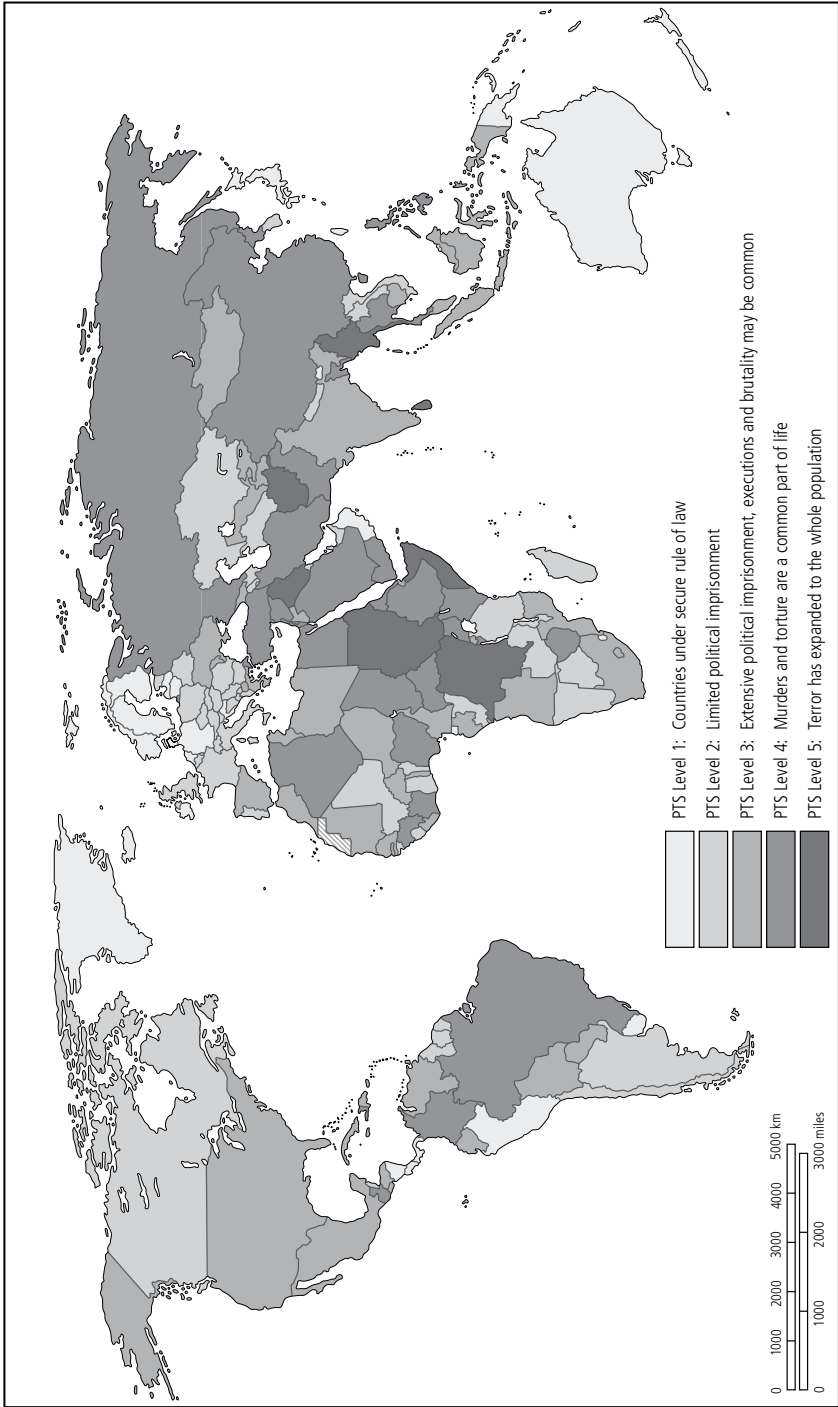 PTS Level 1: Countries under secure rule of law
PTS Level 2: Limited political imprisonment
PTS Level 3: Extensive political imprisonment, executions and brutality may be common
PTS Level 4: Murders and torture are a common part of life
PTS Level 5: Terror has expanded to the whole population
0 1000 2000 3000 4000 5000 km
0 1000 2000 3000 miles